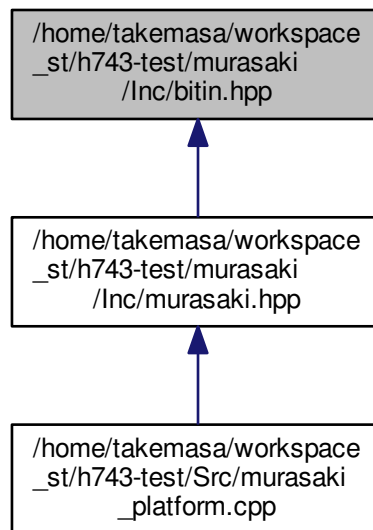 /home/takemasa/workspace
_st/h743-test/murasaki
/Inc/bitin.hpp
/home/takemasa/workspace
_st/h743-test/murasaki
/Inc/murasaki.hpp
/home/takemasa/workspace
_st/h743-test/Src/murasaki
_platform.cpp